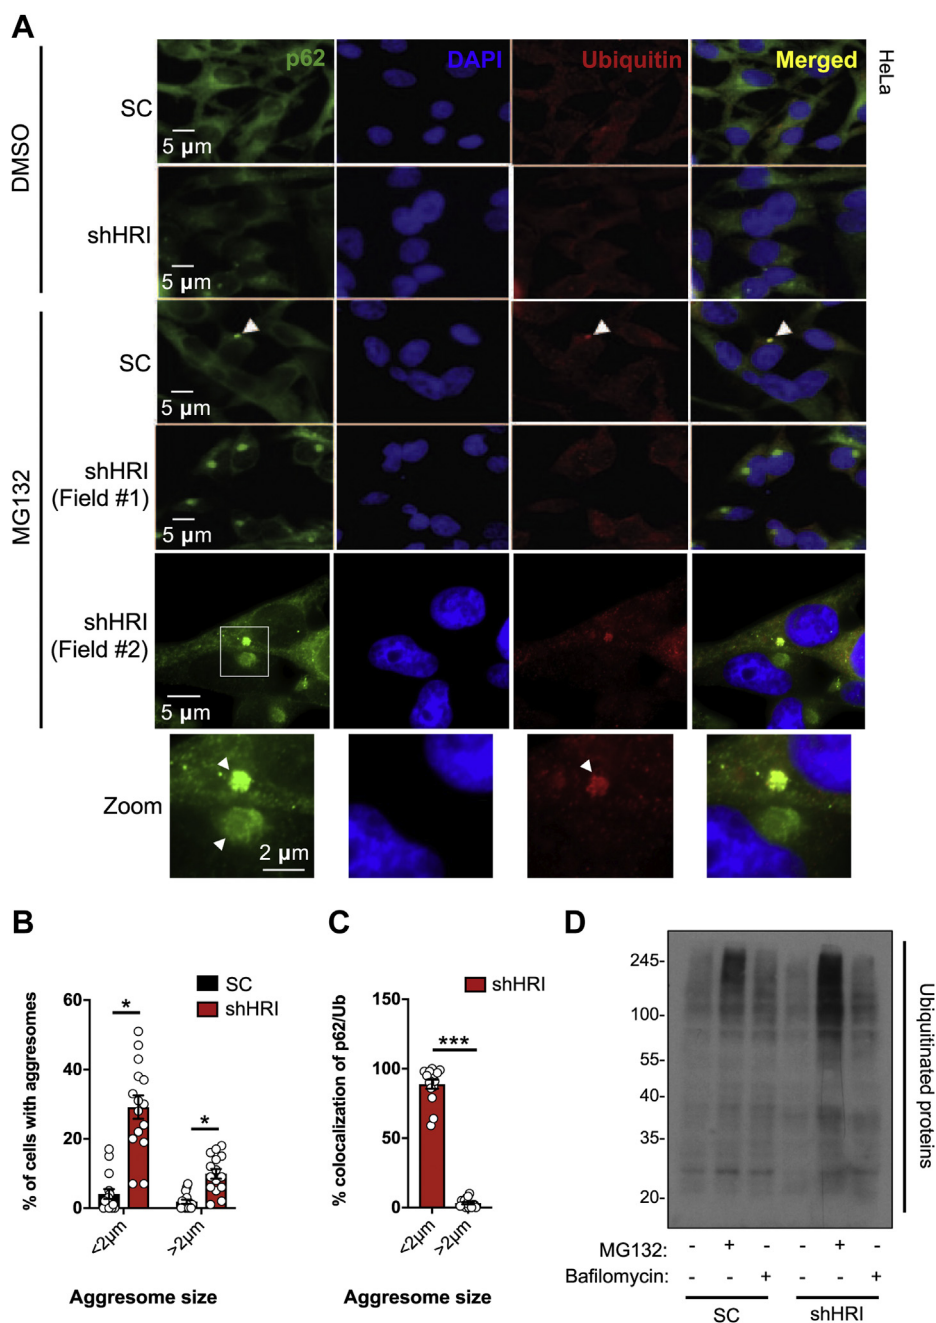 A
p62
DAPI
Ubiquitin
Merged
HeLa
DMSO
SC
5 µm
shHRI
5 µm
MG132
SC
5 µm
shHRI
(Field #1)
5 µm
shHRI
(Field #2)
5 µm
Zoom
2 µm
B
SC
shHRI
% of cells with aggresomes
60
40
20
0
*
*
<2µm
>2µm
Aggresome size
C
shHRI
% colocalization of p62/Ub
150
100
50
0
***
<2µm
>2µm
Aggresome size
D
245-
100-
55-
40-
35-
20-
Ubiquitinated proteins
MG132: - + - - + -
Bafilomycin: - - + - - +
SC
shHRI